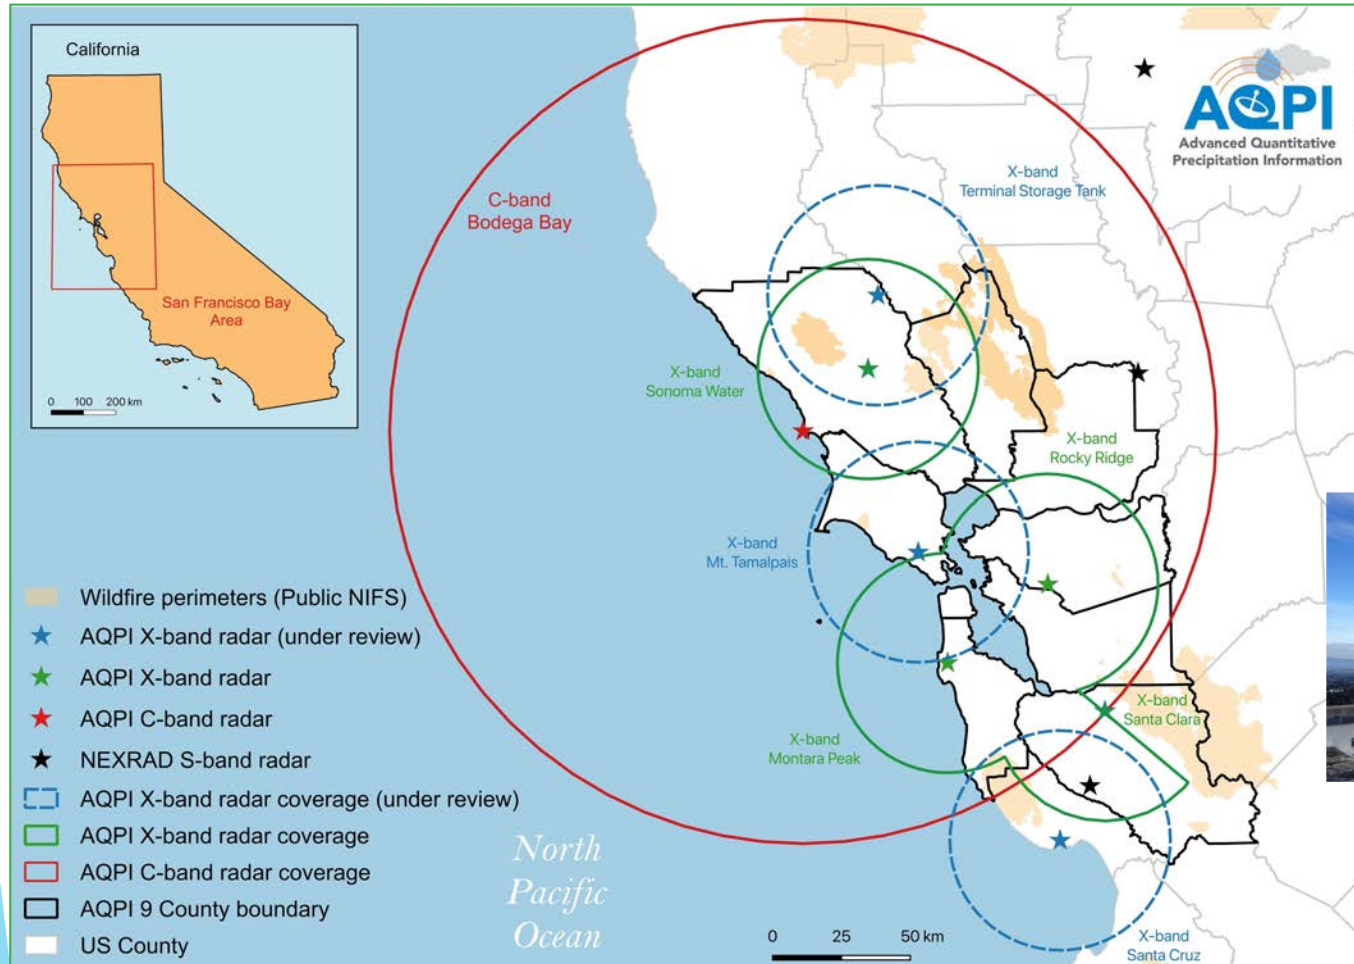 California
San Francisco Bay
Area
0 100 200 km
C-band
Bodega Bay
X-band
Terminal Storage Tank
AQPI
Advanced Quantitative
Precipitation Information
X-band
Sonoma Water
X-band
Rocky Ridge
X-band
Mt. Tamalpais
X-band
Santa Clara
X-band
Montara Peak
X-band
Santa Cruz
Wildfire perimeters (Public NIFS)
AQPI X-band radar (under review)
AQPI X-band radar
AQPI C-band radar
NEXRAD S-band radar
AQPI X-band radar coverage (under review)
AQPI X-band radar coverage
AQPI C-band radar coverage
AQPI 9 County boundary
US County
North
Pacific
Ocean
0 25 50 km